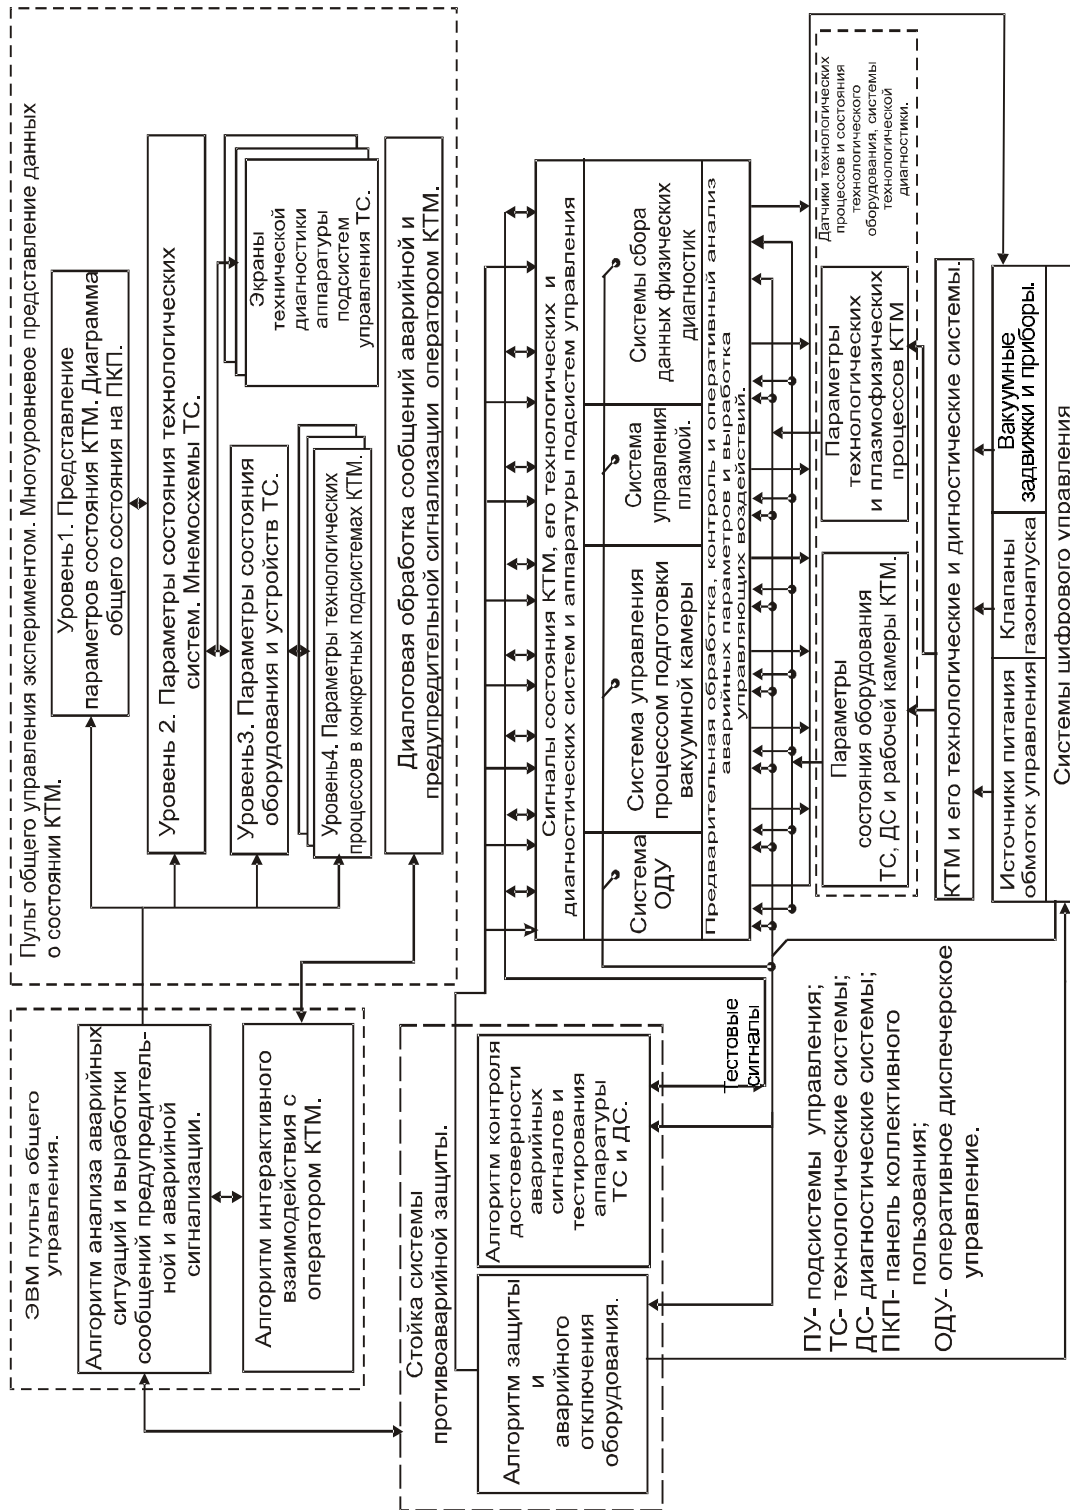 ЭВМ пульта общего
управления.
Алгоритм анализа аварийных
ситуаций и выработки
сообщений предупредитель-
ной и аварийной
сигнализации.
Алгоритм интерактивного
взаимодействия с
оператором КТМ.
Пульт общего управления экспериментом. Многоуровневое представление данных
о состоянии КТМ.
Уровень1. Представление
параметров состояния КТМ. Диаграмма
общего состояния на ПКП.
Уровень 2. Параметры состояния технологических
систем. Мнемосхемы ТС.
Уровень3. Параметры состояния
оборудования и устройств ТС.
Уровень4. Параметры технологических
процессов в конкретных подсистемах КТМ.
Экраны
технической
диагностики
аппаратуры
подсистем
управления ТС.
Диалоговая обработка сообщений аварийной и
предупредительной сигнализации оператором КТМ.
Стойка системы
противоаварийной защиты.
Алгоритм защиты
и
аварийного
отключения
оборудования.
Алгоритм контроля
достоверности
аварийных
сигналов и
тестирования
аппаратуры
ТС и ДС.
Тестовые
сигналы
Сигналы состояния КТМ, его технологических и
диагностических систем и аппаратуры подсистем управления
Система
ОДУ
Система управления
процессом подготовки
вакуумной камеры
Система
управления
плазмой.
Системы сбора
данных физических
диагностик
Предварительная обработка, контроль и оперативный анализ
аварийных параметров и выработка
управляющих воздействий.
Параметры
состояния оборудования
ТС, ДС и рабочей камеры КТМ.
Параметры
технологических
и плазмофизических
процессов КТМ
Датчики технологических
процессов и состояния
технологического
оборудования, системы
технологической
диагностики.
КТМ и его технологические и дигностические системы.
Источники питания
обмоток управления
Клапаны
газонапуска
Вакуумные
задвижки и приборы.
Системы цифрового управления
ПУ- подсистемы управления;
ТС- технологические системы;
ДС- диагностические системы;
ПКП- панель коллективного
пользования;
ОДУ- оперативное диспечерское
управление.